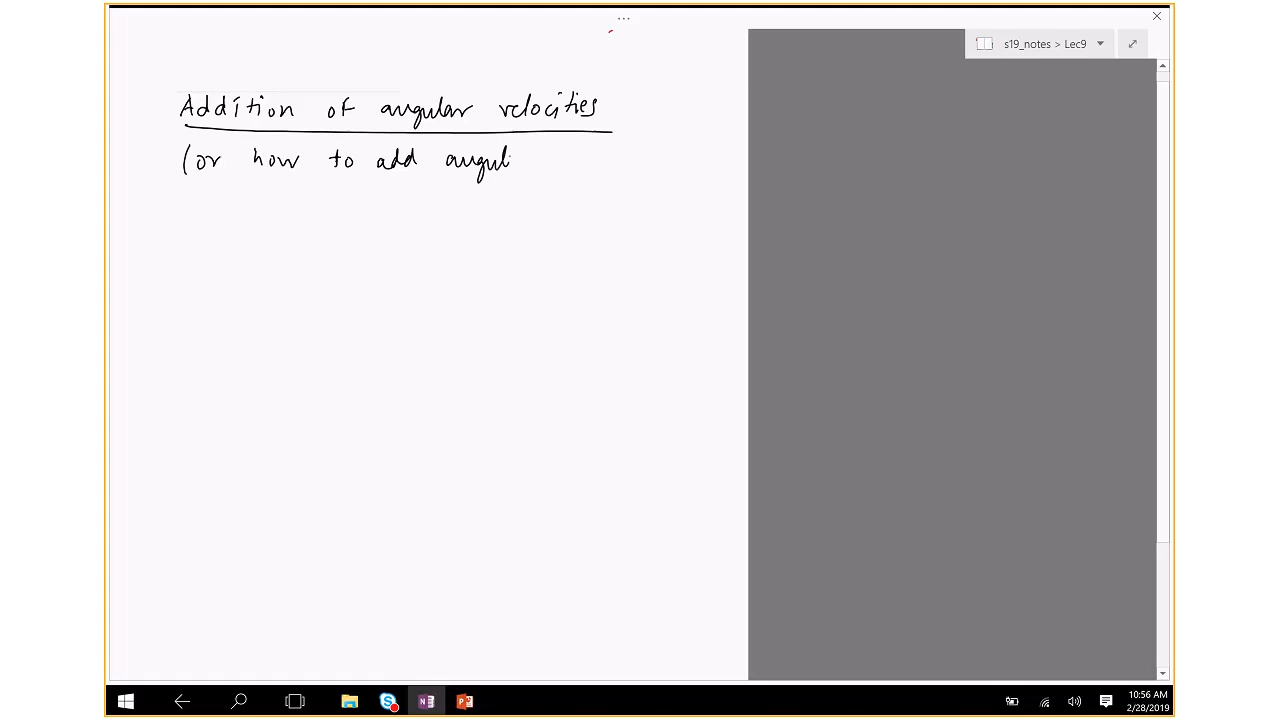 s19_notes > Lec9
Addition of angular velocities
(or how to add angul
10:56 AM
2/28/2019